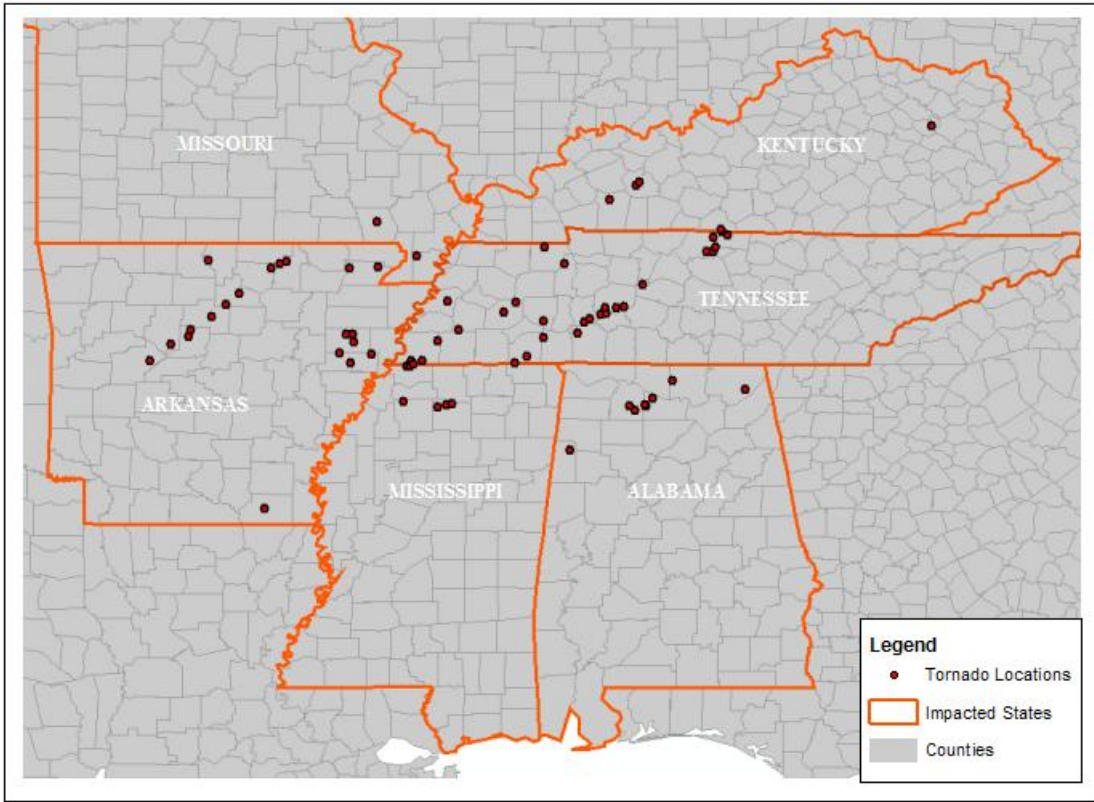 MISSOURI
KENTUCKY
TENNESSEE
ARKANSAS
MISSISSIPPI
ALABAMA
Legend
Tornado Locations
Impacted States
Counties